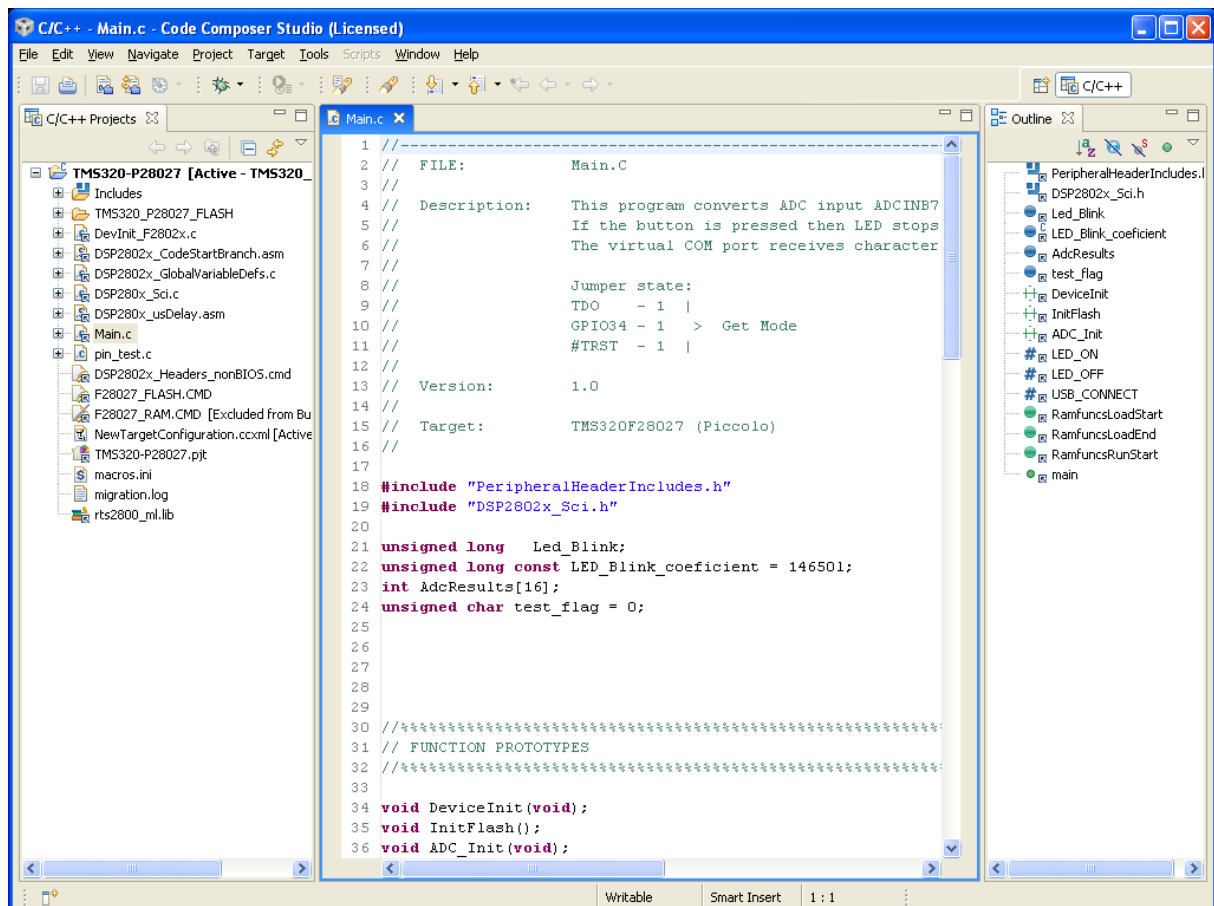 C/C++ - Main.c - Code Composer Studio (Licensed)
File Edit View Navigate Project Target Tools Scripts Window Help
C/C++
C/C++ Projects
TMS320-P28027 [Active - TMS320_
Includes
TMS320_P28027_FLASH
DevInit_F2802x.c
DSP2802x_CodeStartBranch.asm
DSP2802x_GlobalVariableDefs.c
DSP280x_Sci.c
DSP280x_usDelay.asm
Main.c
pin_test.c
DSP2802x_Headers_nonBIOS.cmd
F28027_FLASH.CMD
F28027_RAM.CMD [Excluded from Bu
NewTargetConfiguration.ccxml [Active
TMS320-P28027.pjt
macros.ini
migration.log
rts2800_ml.lib
Main.c
1 //----------------------------------------------------------
2 // FILE: Main.C
3 //
4 // Description: This program converts ADC input ADCINB7
5 // If the button is pressed then LED stops
6 // The virtual COM port receives character
7 //
8 // Jumper state:
9 // TDO - 1 |
10 // GPIO34 - 1 > Get Mode
11 // #TRST - 1 |
12 //
13 // Version: 1.0
14 //
15 // Target: TMS320F28027 (Piccolo)
16 //
17
18 #include "PeripheralHeaderIncludes.h"
19 #include "DSP2802x_Sci.h"
20
21 unsigned long Led_Blink;
22 unsigned long const LED_Blink_coeficient = 146501;
23 int AdcResults[16];
24 unsigned char test_flag = 0;
25
26
27
28
29
30 //%%%%%%%%%%%%%%%%%%%%%%%%%%%%%%%%%%%%%%%%%%%%%%%%%%%%%%%%%%
31 // FUNCTION PROTOTYPES
32 //%%%%%%%%%%%%%%%%%%%%%%%%%%%%%%%%%%%%%%%%%%%%%%%%%%%%%%%%%%
33
34 void DeviceInit(void);
35 void InitFlash();
36 void ADC_Init(void);
Outline
PeripheralHeaderIncludes.l
DSP2802x_Sci.h
Led_Blink
LED_Blink_coeficient
AdcResults
test_flag
DeviceInit
InitFlash
ADC_Init
LED_ON
LED_OFF
USB_CONNECT
RamfuncsLoadStart
RamfuncsLoadEnd
RamfuncsRunStart
main
Writable Smart Insert 1 : 1